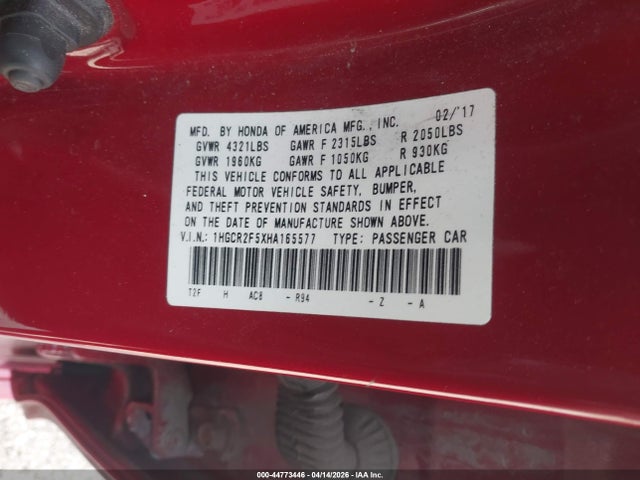 MFD. BY HONDA OF AMERICA MFG., INC. 02/'17
GVWR 4321LBS GAWR F 2315LBS R 2050LBS
GVWR 1960KG GAWR F 1050KG R 930KG
THIS VEHICLE CONFORMS TO ALL APPLICABLE
FEDERAL MOTOR VEHICLE SAFETY, BUMPER,
AND THEFT PREVENTION STANDARDS IN EFFECT
ON THE DATE OF MANUFACTURE SHOWN ABOVE.
V.I.N.: 1HGCR2F5XHA165577 TYPE: PASSENGER CAR
T2F H AC8 - R94 - Z - A
000-44773446 - 04/14/2026 - IAA Inc.